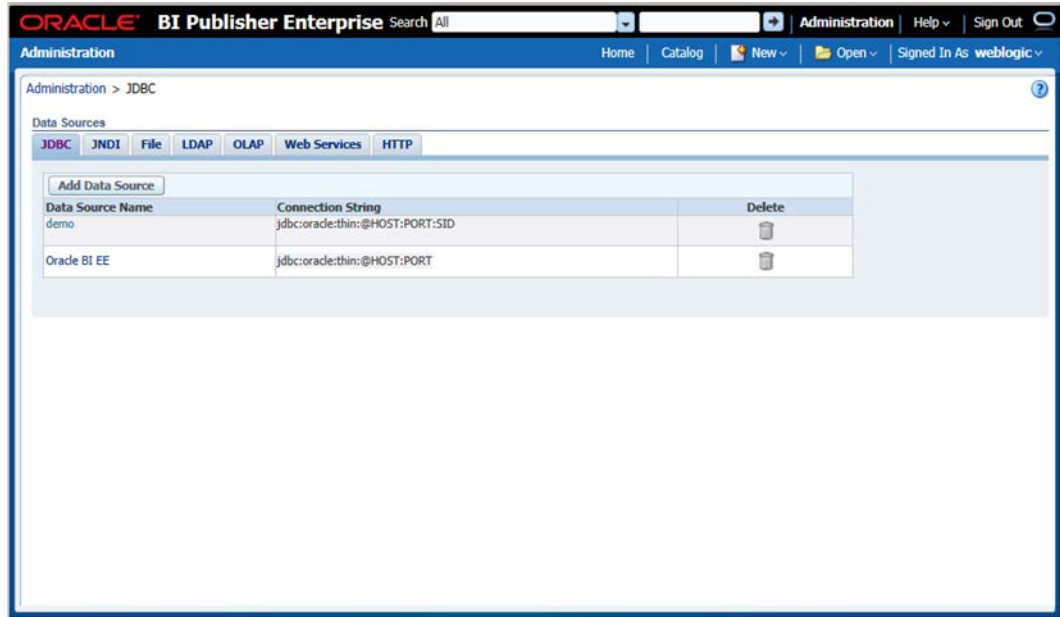 ORACLE BI Publisher Enterprise Search All Administration Help Sign Out
Administration Home Catalog New Open Signed In As weblogic
Administration > JDBC
Data Sources
JDBC JNDI File LDAP OLAP Web Services HTTP
Add Data Source
Data Source Name Connection String Delete
demo jdbc:oracle:thin:@HOST:PORT:SID
Oracle BI EE jdbc:oracle:thin:@HOST:PORT